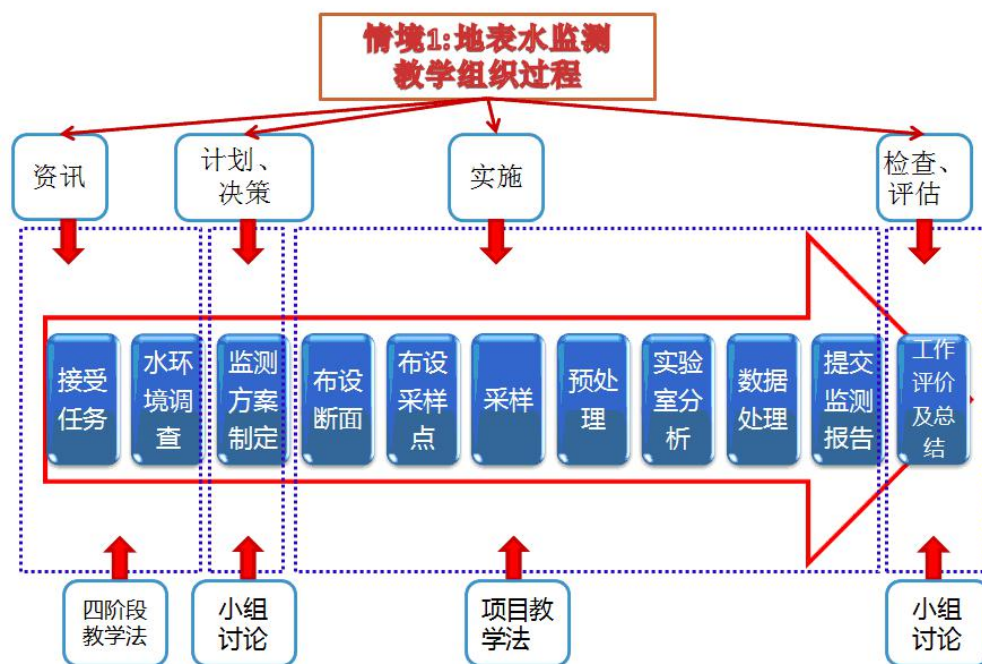 情境1:地表水监测
教学组织过程
资讯
计划、
决策
实施
检查、
评估
接受
任务
水环
境调
查
监测
方案
制定
布设
断面
布设
采样
点
采样
预处
理
实验
室分
析
数据
处理
提交
监测
报告
工作
评价
及总
结
四阶段
教学法
小组
讨论
项目教
学法
小组
讨论